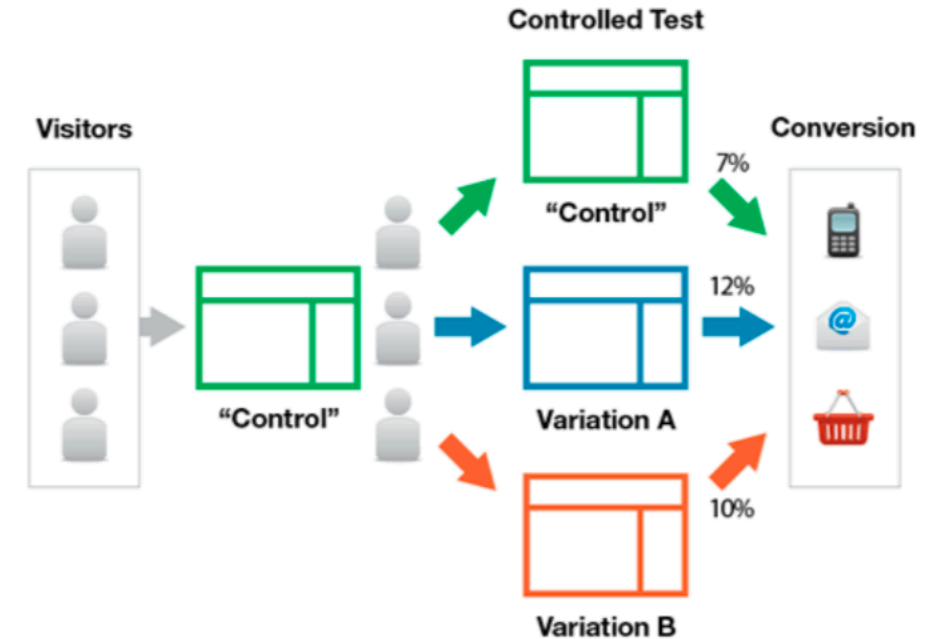 Controlled Test
Visitors
Conversion
7%
“Control”
12%
“Control”
Variation A
10%
Variation B